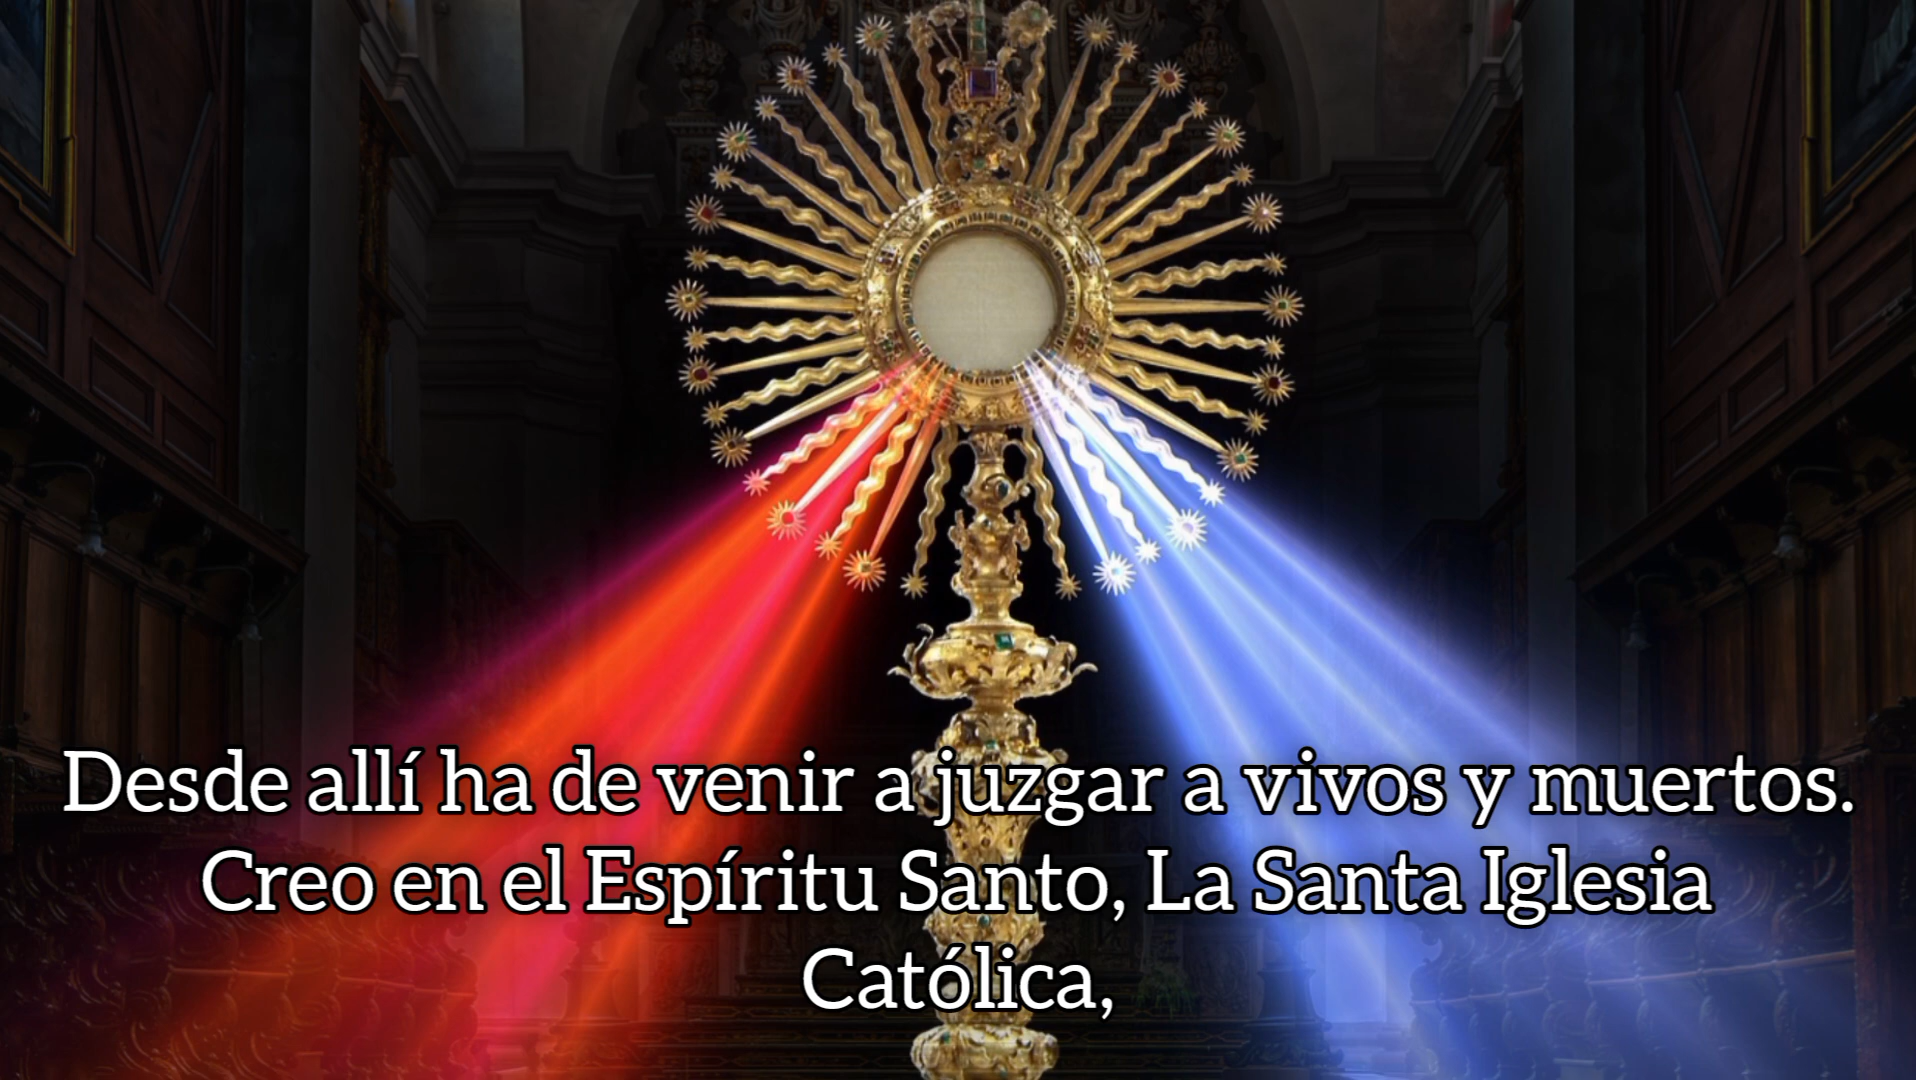 Desde allí ha de venir a juzgar a vivos y muertos.
Creo en el Espíritu Santo, La Santa Iglesia
Católica,